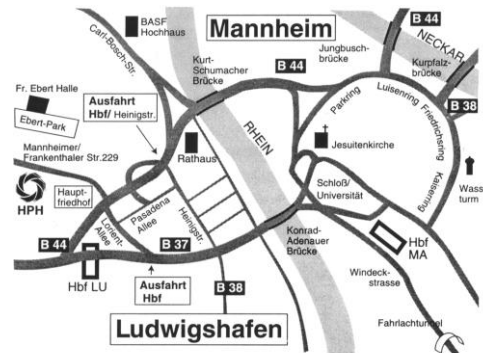 BASF
Hochhaus
Mannheim
B 44
NECKAR
Carl-Bosch-Str.
Kurt-
Schumacher
Brücke
B 44
Jungbusch-
brücke
Kurpfalz-
brücke
Fr. Ebert Halle
Ebert-Park
Ausfahrt
Hbf/ Heinigstr.
Parkring
Luisenring
Friedrichsring
B 38
Mannheimer/
Frankenthaler Str.229
Rathaus
RHEIN
Jesuitenkirche
HPH
Haupt-
friedhof
Pasadena
Allee
Heinigstr.
Schloß/
Universität
Kaiserring
Wass
turm
Lorient-
Allee
B 44
B 37
Konrad-
Adenauer
Brücke
Hbf
MA
Hbf LU
Ausfahrt
Hbf
B 38
Windeck-
strasse
Ludwigshafen
Fahrlachtunnel